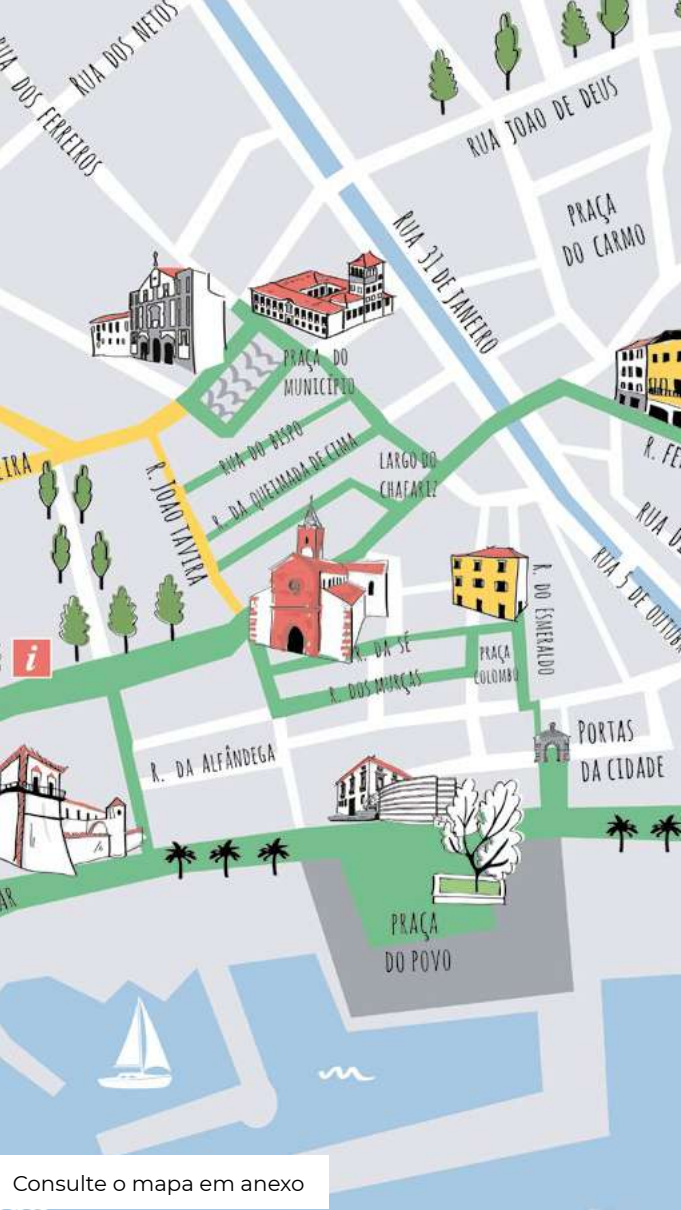 RUA DOS NETOS
RUA DOS FERREIROS
RUA JOAO DE DEUS
PRAÇA
DO CARMO
RUA 31 DE JANEIRO
PRAÇA DO
MUNICÍPIO
RUA DO BISPO
R. DA QUEIMADA DE CIMA
LARGO DO
CHAFARIZ
R. JOAO TAVIRA
RUA 5 DE OUTUB
R. DO ESMERALDO
i
R. DA SÉ
R. DOS MURÇAS
PRAÇA
COLOMBO
R. DA ALFÂNDEGA
PORTAS
DA CIDADE
PRAÇA
DO POVO
Consulte o mapa em anexo